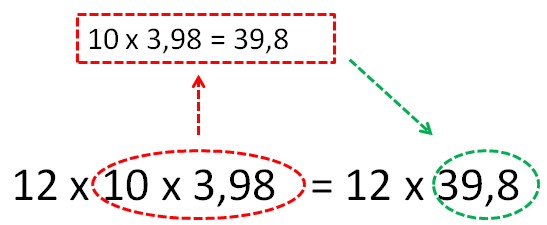 10 x 3,98 = 39,8
12 x 10 x 3,98 = 12 x 39,8